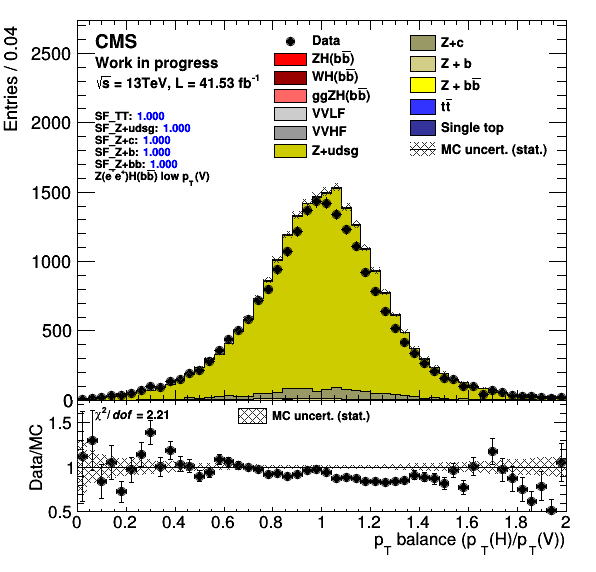 CMS
Work in progress
√s = 13TeV, L = 41.53 fb⁻¹
SF_TT: 1.000
SF_Z+udsg: 1.000
SF_Z+c: 1.000
SF_Z+b: 1.000
SF_Z+bb: 1.000
Z(e⁻e⁺)H(bb̅) low p_T(V)
Data
ZH(bb̅)
WH(bb̅)
ggZH(bb̅)
VVLF
VVHF
Z+udsg
Z+c
Z + b
Z + bb̅
tt̅
Single top
MC uncert. (stat.)
Entries / 0.04
2500
2000
1500
1000
500
0
χ²/dof = 2.21
MC uncert. (stat.)
Data/MC
1.5
1
0.5
0 0.2 0.4 0.6 0.8 1 1.2 1.4 1.6 1.8 2
p_T balance (p_T(H)/p_T(V))